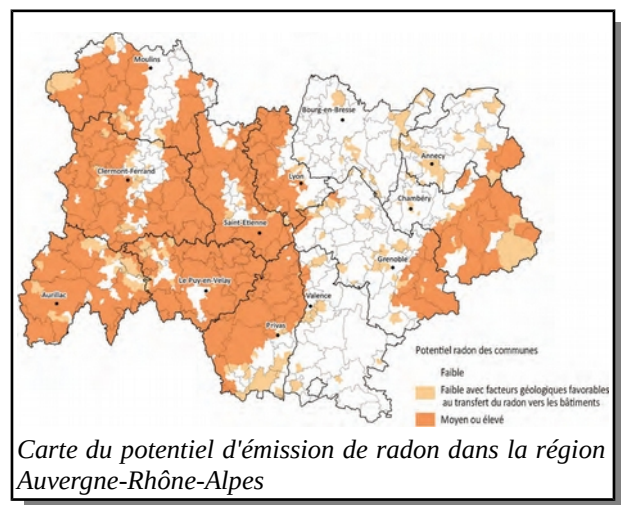 Moulins
Bourg-en-Bresse
Annecy
Clermont-Ferrand
Lyon
Chambéry
Saint-Étienne
Grenoble
Le Puy-en-Velay
Aurillac
Valence
Privas
Potentiel radon des communes
Faible
Faible avec facteurs géologiques favorables
au transfert du radon vers les bâtiments
Moyen ou élevé
Carte du potentiel d'émission de radon dans la région
Auvergne-Rhône-Alpes